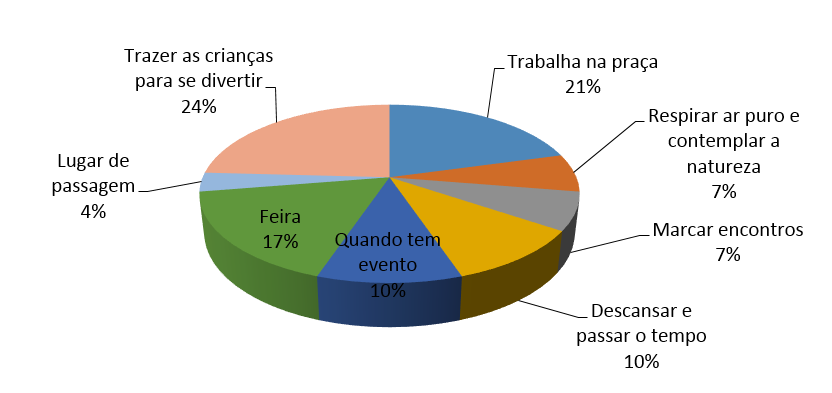 Trazer as crianças
para se divertir
24%
Trabalha na praça
21%
Respirar ar puro e
contemplar a
natureza
7%
Lugar de
passagem
4%
Feira
17%
Quando tem
evento
10%
Marcar encontros
7%
Descansar e
passar o tempo
10%